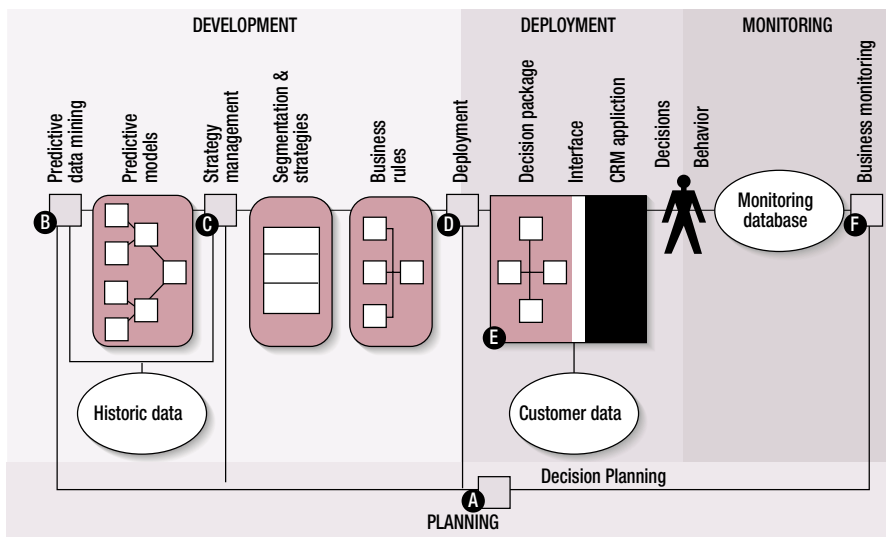 DEVELOPMENT
DEPLOYMENT
MONITORING
Predictive
data mining
Predictive
models
Strategy
management
Segmentation &
strategies
Business
rules
Deployment
Decision package
Interface
CRM appliction
Decisions
Behavior
Business monitoring
B
C
D
E
F
Monitoring
database
Historic data
Customer data
A
Decision Planning
PLANNING